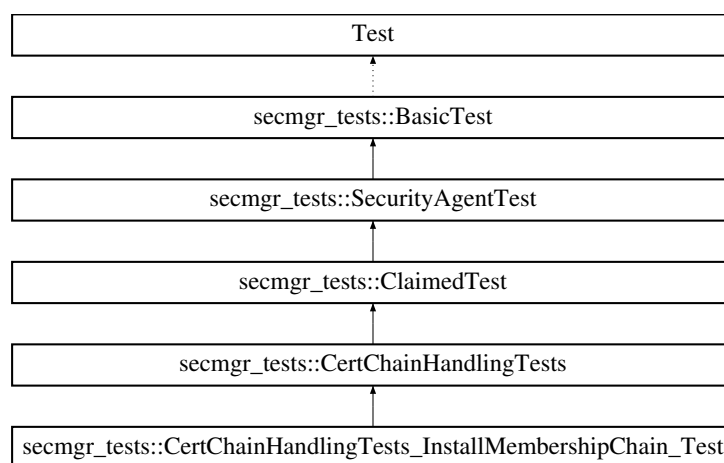 Test
secmgr_tests::BasicTest
secmgr_tests::SecurityAgentTest
secmgr_tests::ClaimedTest
secmgr_tests::CertChainHandlingTests
secmgr_tests::CertChainHandlingTests_InstallMembershipChain_Test